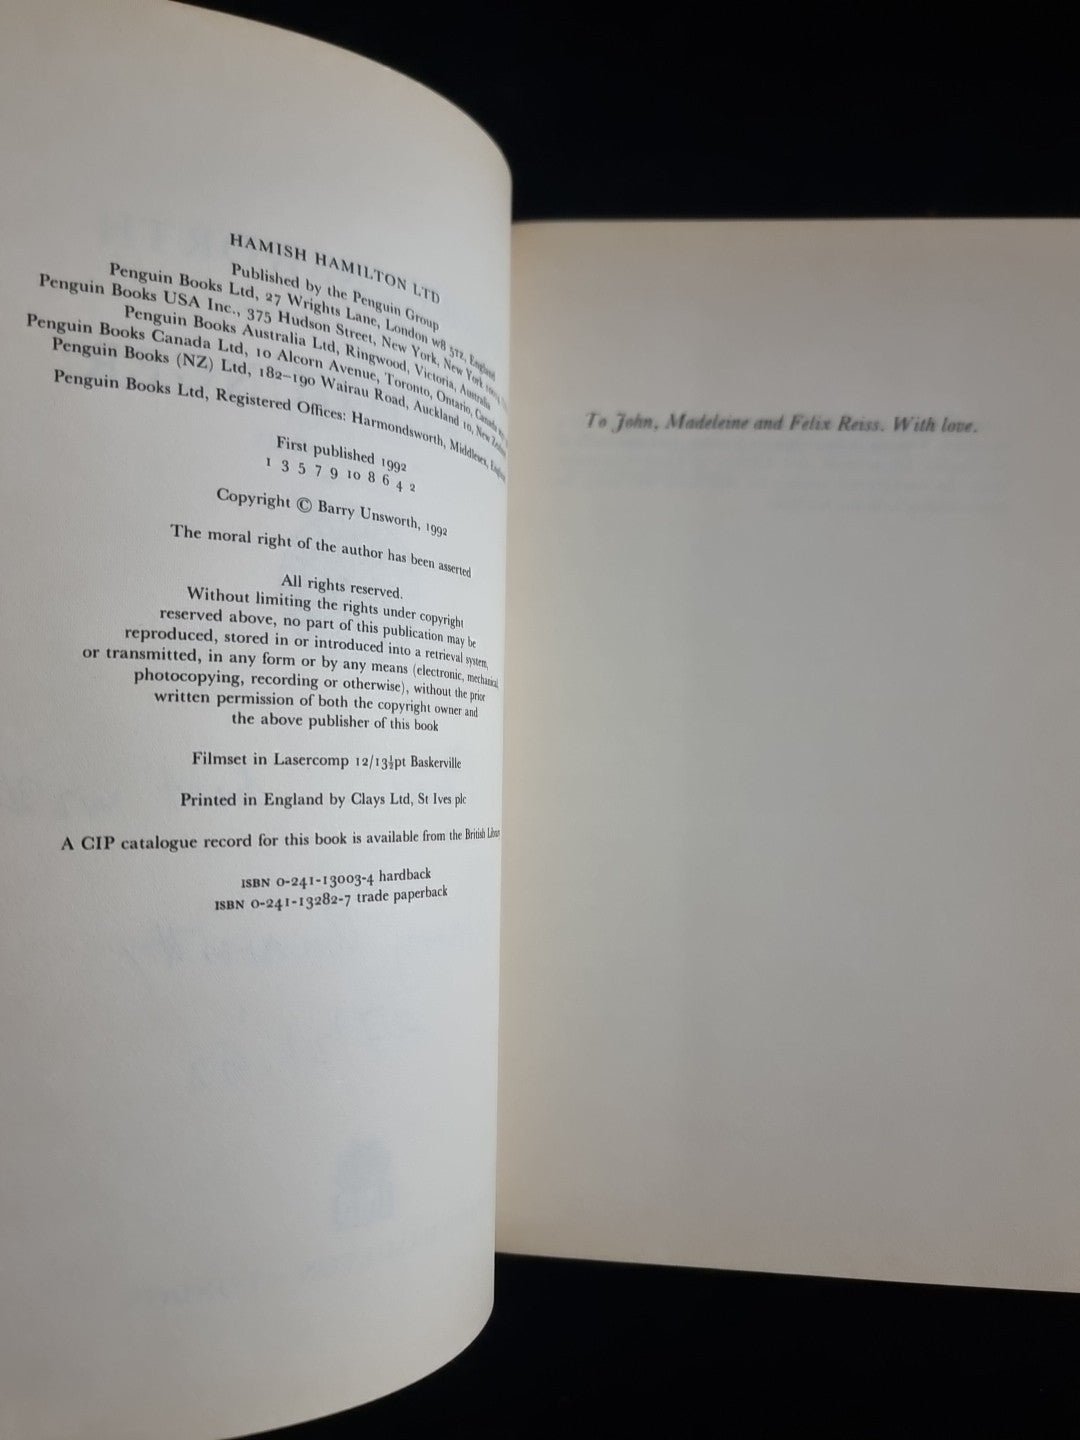 HAMISH HAMILTON LTD
Published by the Penguin Group
Penguin Books Ltd, 27 Wrights Lane, London W8 5TZ, England
Penguin Books USA Inc., 375 Hudson Street, New York, New York
Penguin Books Australia Ltd, Ringwood, Victoria, Australia
Penguin Books Canada Ltd, 10 Alcorn Avenue, Toronto, Ontario, Canada
Penguin Books (NZ) Ltd, 182–190 Wairau Road, Auckland 10, New Zealand
Penguin Books Ltd, Registered Offices: Harmondsworth, Middlesex, England
First published 1992
1 3 5 7 9 10 8 6 4 2
Copyright © Barry Unsworth, 1992
The moral right of the author has been asserted
All rights reserved.
Without limiting the rights under copyright
reserved above, no part of this publication may be
reproduced, stored in or introduced into a retrieval system,
or transmitted, in any form or by any means (electronic, mechanical,
photocopying, recording or otherwise), without the prior
written permission of both the copyright owner and
the above publisher of this book
Filmset in Lasercomp 12/13½pt Baskerville
Printed in England by Clays Ltd, St Ives plc
A CIP catalogue record for this book is available from the British Library
ISBN 0-241-13003-4 hardback
ISBN 0-241-13282-7 trade paperback
To John, Madeleine and Felix Reiss. With love.